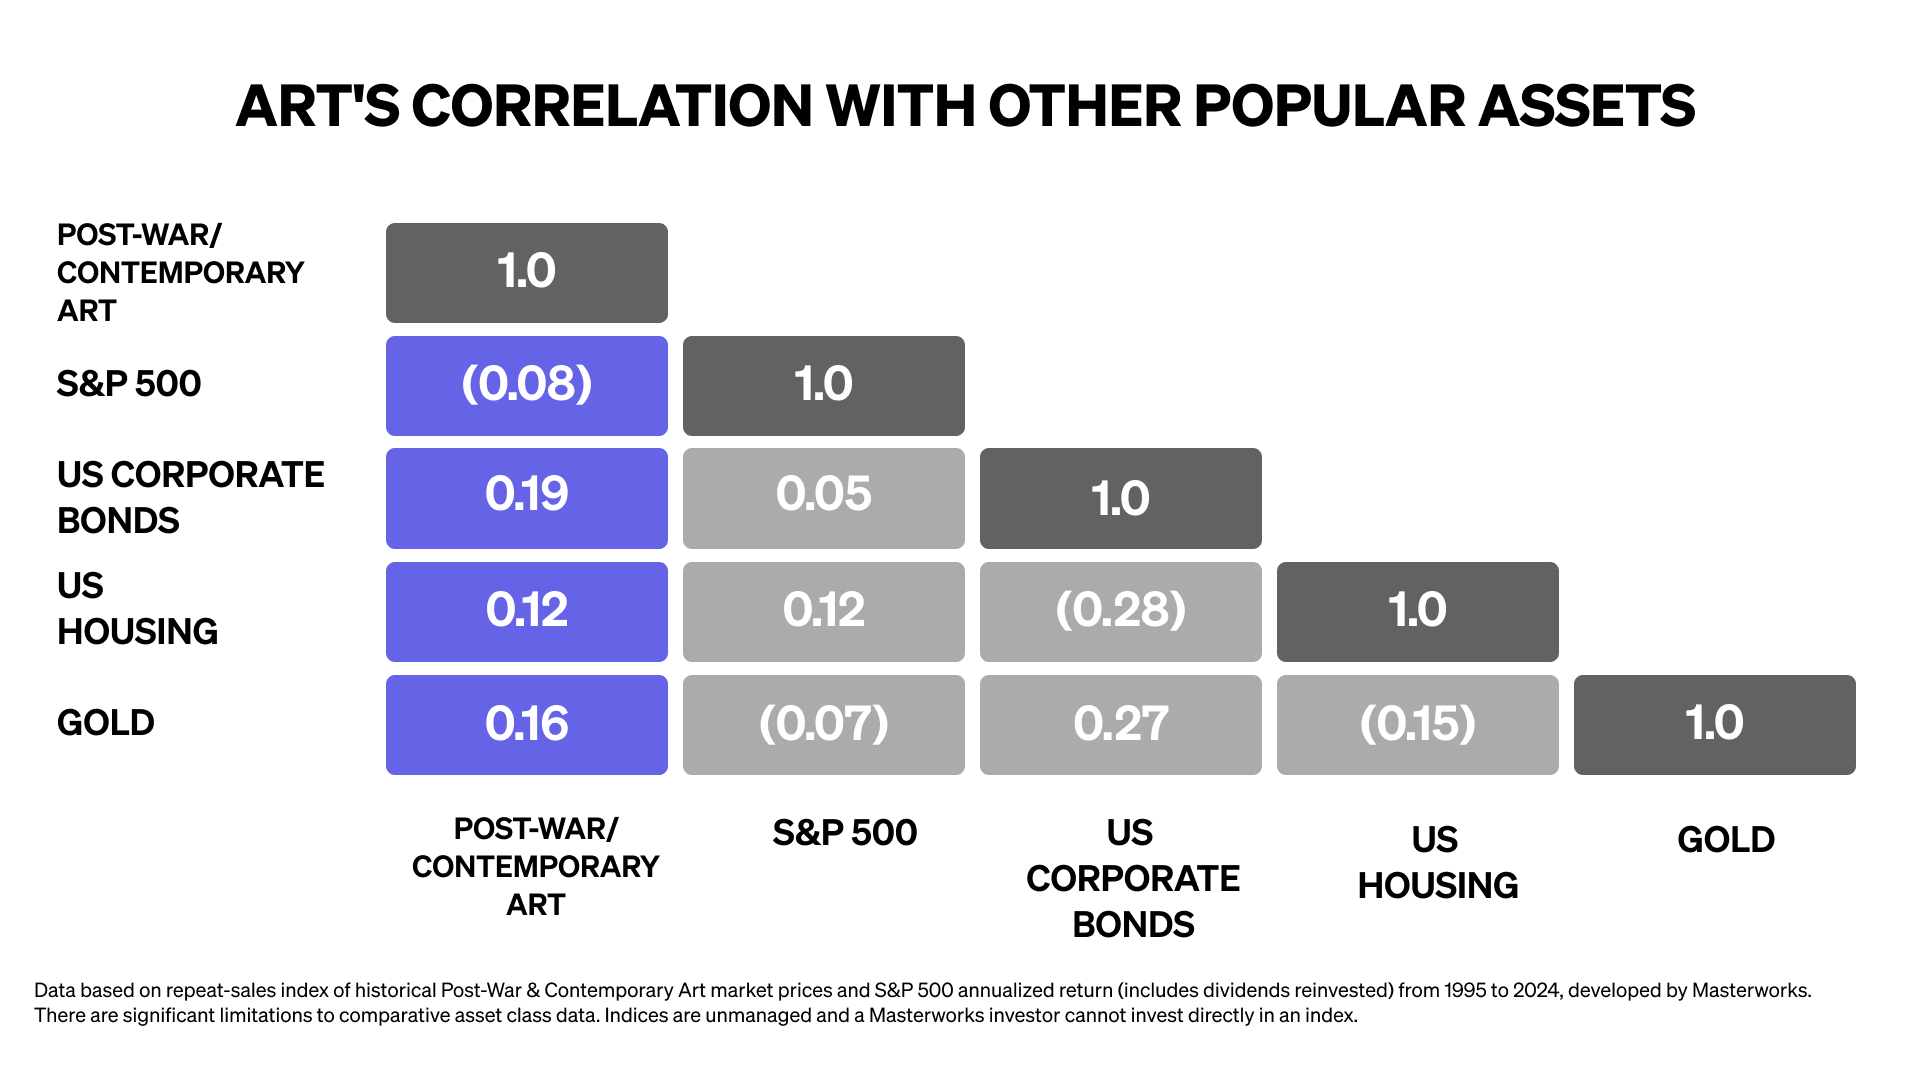 ART'S CORRELATION WITH OTHER POPULAR ASSETS
POST-WAR/
CONTEMPORARY
ART
1.0
S&P 500
(0.08)
1.0
US CORPORATE
BONDS
0.19
0.05
1.0
US
HOUSING
0.12
0.12
(0.28)
1.0
GOLD
0.16
(0.07)
0.27
(0.15)
1.0
POST-WAR/
CONTEMPORARY
ART
S&P 500
US
CORPORATE
BONDS
US
HOUSING
GOLD
Data based on repeat-sales index of historical Post-War & Contemporary Art market prices and S&P 500 annualized return (includes dividends reinvested) from 1995 to 2024, developed by Masterworks.
There are significant limitations to comparative asset class data. Indices are unmanaged and a Masterworks investor cannot invest directly in an index.